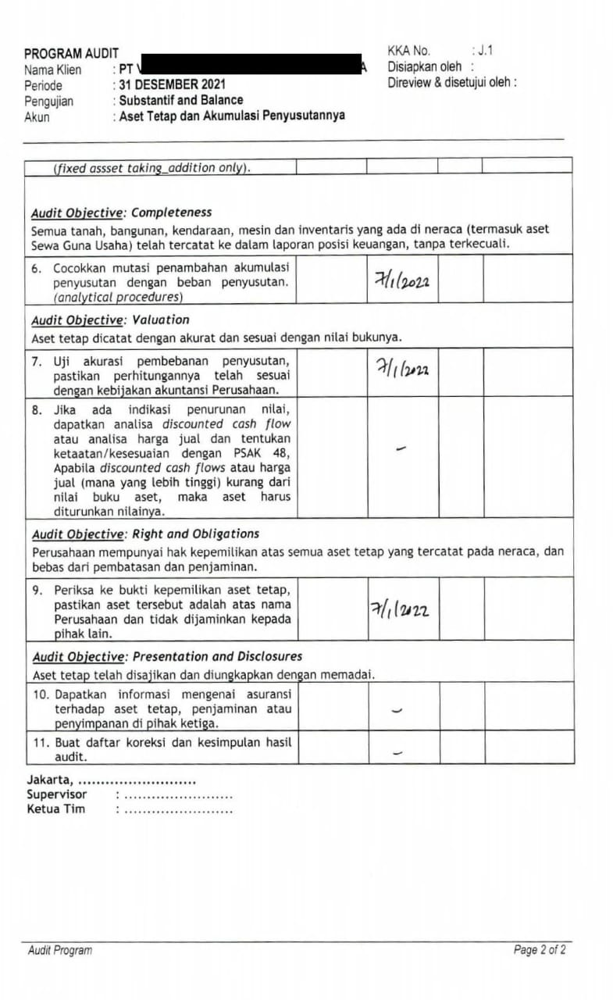 PROGRAM AUDIT
KKA No. : J.1
Nama Klien : PT
Disiapkan oleh :
Periode : 31 DESEMBER 2021
Direview & disetujui oleh :
Pengujian : Substantif and Balance
Akun : Aset Tetap dan Akumulasi Penyusutannya
(fixed assset taking_addition only).
Audit Objective: Completeness
Semua tanah, bangunan, kendaraan, mesin dan inventaris yang ada di neraca (termasuk aset
Sewa Guna Usaha) telah tercatat ke dalam laporan posisi keuangan, tanpa terkecuali.
6. Cocokkan mutasi penambahan akumulasi
penyusutan dengan beban penyusutan.
(analytical procedures)
7/1/2022
Audit Objective: Valuation
Aset tetap dicatat dengan akurat dan sesuai dengan nilai bukunya.
7. Uji akurasi pembebanan penyusutan,
pastikan perhitungannya telah sesuai
dengan kebijakan akuntansi Perusahaan.
7/1/2022
8. Jika ada indikasi penurunan nilai,
dapatkan analisa discounted cash flow
atau analisa harga jual dan tentukan
ketaatan/kesesuaian dengan PSAK 48,
Apabila discounted cash flows atau harga
jual (mana yang lebih tinggi) kurang dari
nilai buku aset, maka aset harus
diturunkan nilainya.
-
Audit Objective: Right and Obligations
Perusahaan mempunyai hak kepemilikan atas semua aset tetap yang tercatat pada neraca, dan
bebas dari pembatasan dan penjaminan.
9. Periksa ke bukti kepemilikan aset tetap,
pastikan aset tersebut adalah atas nama
Perusahaan dan tidak dijaminkan kepada
pihak lain.
7/1/2022
Audit Objective: Presentation and Disclosures
Aset tetap telah disajikan dan diungkapkan dengan memadai.
10. Dapatkan informasi mengenai asuransi
terhadap aset tetap, penjaminan atau
penyimpanan di pihak ketiga.
-
11. Buat daftar koreksi dan kesimpulan hasil
audit.
-
Jakarta, ..........................
Supervisor : ........................
Ketua Tim : ........................
Audit Program
Page 2 of 2